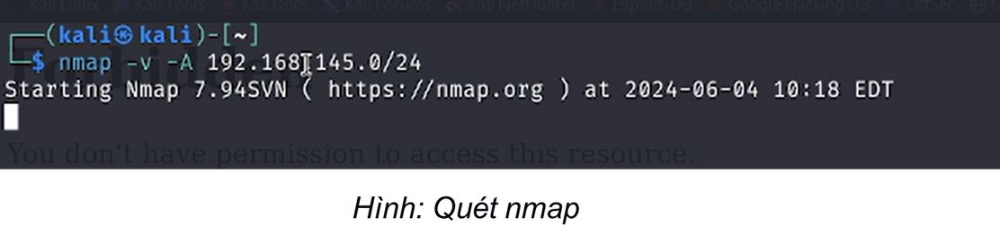 Kali Linux Kali Tools Kali Docs Kali Forums Kali NetHunter Exploit-DB Google Hacking DB OffSec
┌──(kali㉿kali)-[~]
└─$ nmap -v -A 192.168.145.0/24
Starting Nmap 7.94SVN ( https://nmap.org ) at 2024-06-04 10:18 EDT
You don't have permission to access this resource.
Hình: Quét nmap